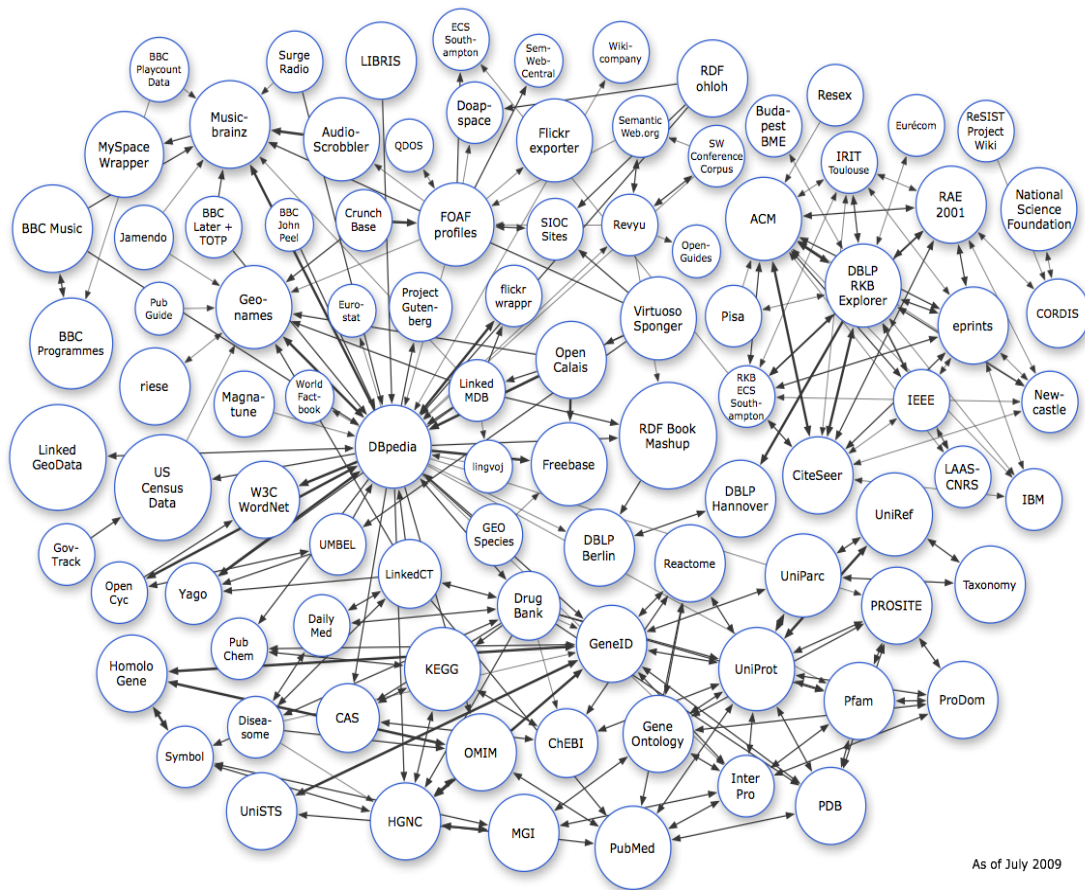 BBC
Playcount
Data
Surge
Radio
LIBRIS
ECS
South-
ampton
Sem-
Web-
Central
Wiki-
company
RDF
ohloh
Music-
brainz
MySpace
Wrapper
Audio-
Scrobbler
QDOS
Doap-
space
Flickr
exporter
Semantic
Web.org
SW
Conference
Corpus
Buda-
pest
BME
Resex
IRIT
Toulouse
Eurécom
ReSIST
Project
Wiki
BBC Music
Jamendo
BBC
Later +
TOTP
BBC
John
Peel
Crunch
Base
FOAF
profiles
SIOC
Sites
Revyu
Open-
Guides
ACM
RAE
2001
National
Science
Foundation
DBLP
RKB
Explorer
BBC
Programmes
Pub
Guide
Geo-
names
Euro-
stat
Project
Guten-
berg
flickr
wrappr
Virtuoso
Sponger
Pisa
eprints
CORDIS
riese
Magna-
tune
World
Fact-
book
Linked
MDB
Open
Calais
RKB
ECS
South-
ampton
IEEE
New-
castle
Linked
GeoData
US
Census
Data
W3C
WordNet
DBpedia
lingvoj
Freebase
RDF Book
Mashup
DBLP
Hannover
CiteSeer
LAAS-
CNRS
IBM
Gov-
Track
Open
Cyc
Yago
UMBEL
LinkedCT
GEO
Species
DBLP
Berlin
Reactome
UniParc
UniRef
Taxonomy
PROSITE
Homolo
Gene
Pub
Chem
Daily
Med
Drug
Bank
KEGG
GeneID
UniProt
Pfam
ProDom
Symbol
Disea-
some
CAS
OMIM
ChEBI
Gene
Ontology
Inter
Pro
PDB
UniSTS
HGNC
MGI
PubMed
As of July 2009